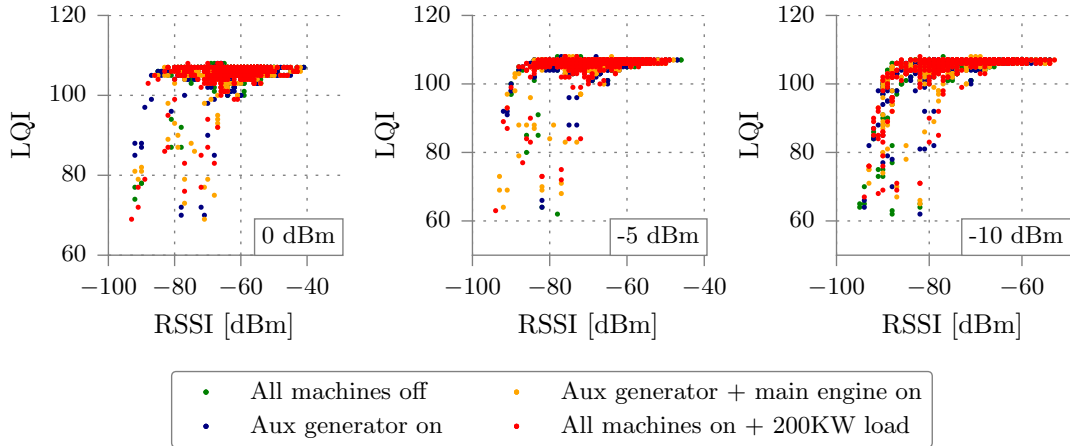 120
100
80
60
LQI
0 dBm
−100 −80 −60 −40
RSSI [dBm]
120
100
80
60
LQI
-5 dBm
−100 −80 −60 −40
RSSI [dBm]
120
100
80
60
LQI
-10 dBm
−100 −80 −60
RSSI [dBm]
All machines off
Aux generator on
Aux generator + main engine on
All machines on + 200KW load